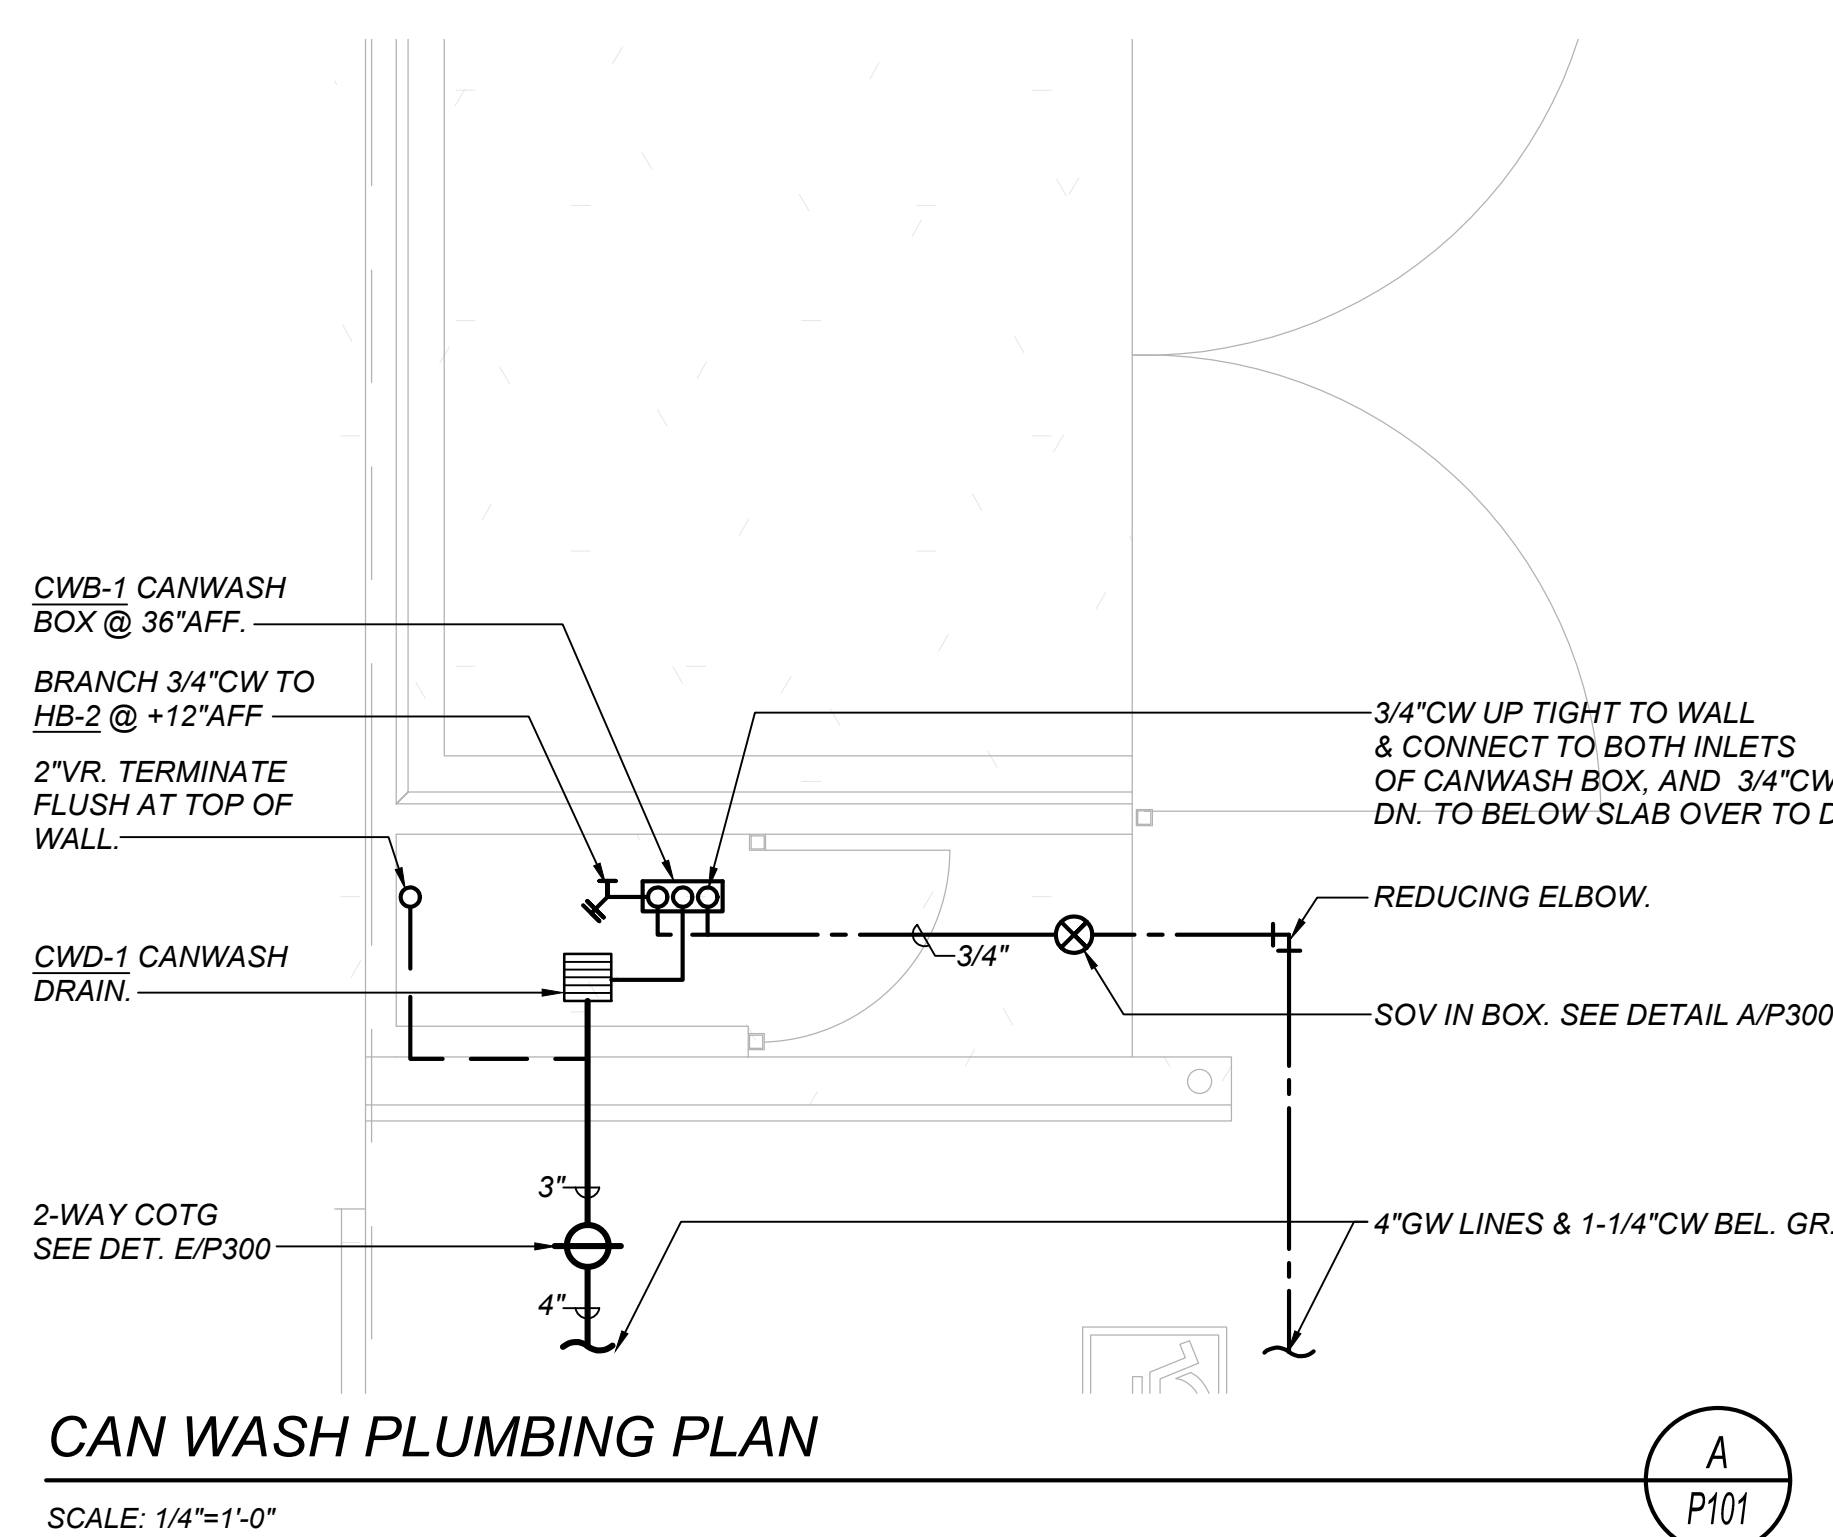 CWB-1 CANWASH
BOX @ 36"AFF.
BRANCH 3/4"CW TO
HB-2 @ +12"AFF
2"VR. TERMINATE
FLUSH AT TOP OF
WALL.
CWD-1 CANWASH
DRAIN.
2-WAY COTG
SEE DET. E/P300
3"
4"
3/4"
3/4"CW UP TIGHT TO WALL
& CONNECT TO BOTH INLETS
OF CANWASH BOX, AND 3/4"CW
DN. TO BELOW SLAB OVER TO
REDUCING ELBOW.
SOV IN BOX. SEE DETAIL A/P300
4"GW LINES & 1-1/4"CW BEL. GR.
CAN WASH PLUMBING PLAN
SCALE: 1/4"=1'-0"
A
P101